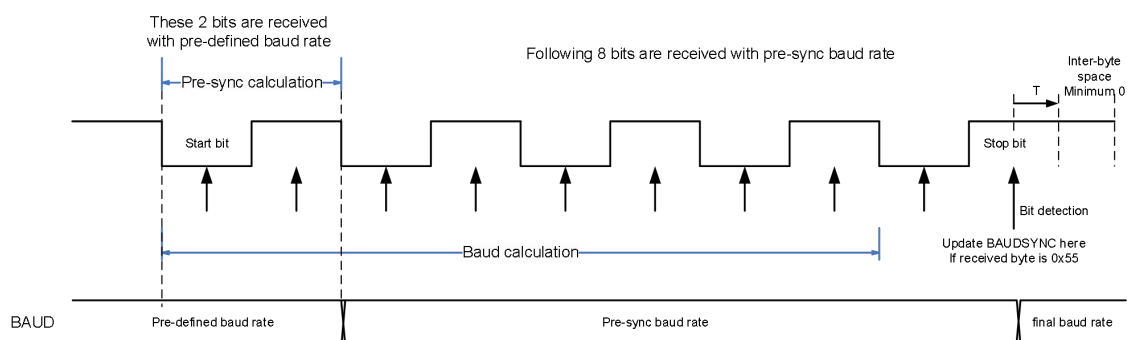 These 2 bits are received
with pre-defined baud rate
Pre-sync calculation
Following 8 bits are received with pre-sync baud rate
Inter-byte
space
Minimum 0
T
Start bit
Stop bit
Bit detection
Baud calculation
Update BAUDSYNC here
If received byte is 0x55
BAUD
Pre-defined baud rate
Pre-sync baud rate
final baud rate